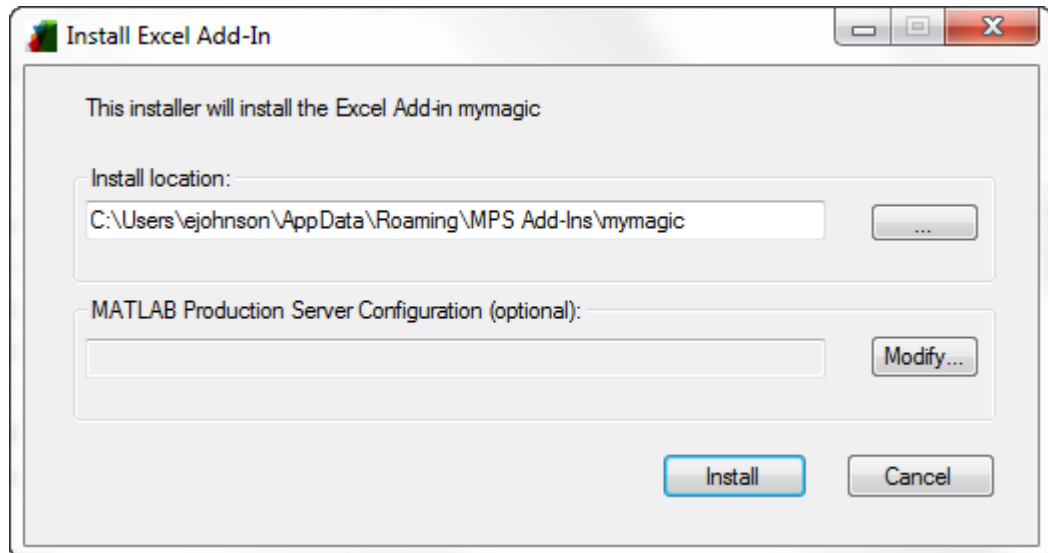 Install Excel Add-In
This installer will install the Excel Add-in mymagic
Install location:
C:\Users\ejohnson\AppData\Roaming\MPS Add-Ins\mymagic
...
MATLAB Production Server Configuration (optional):
Modify...
Install
Cancel